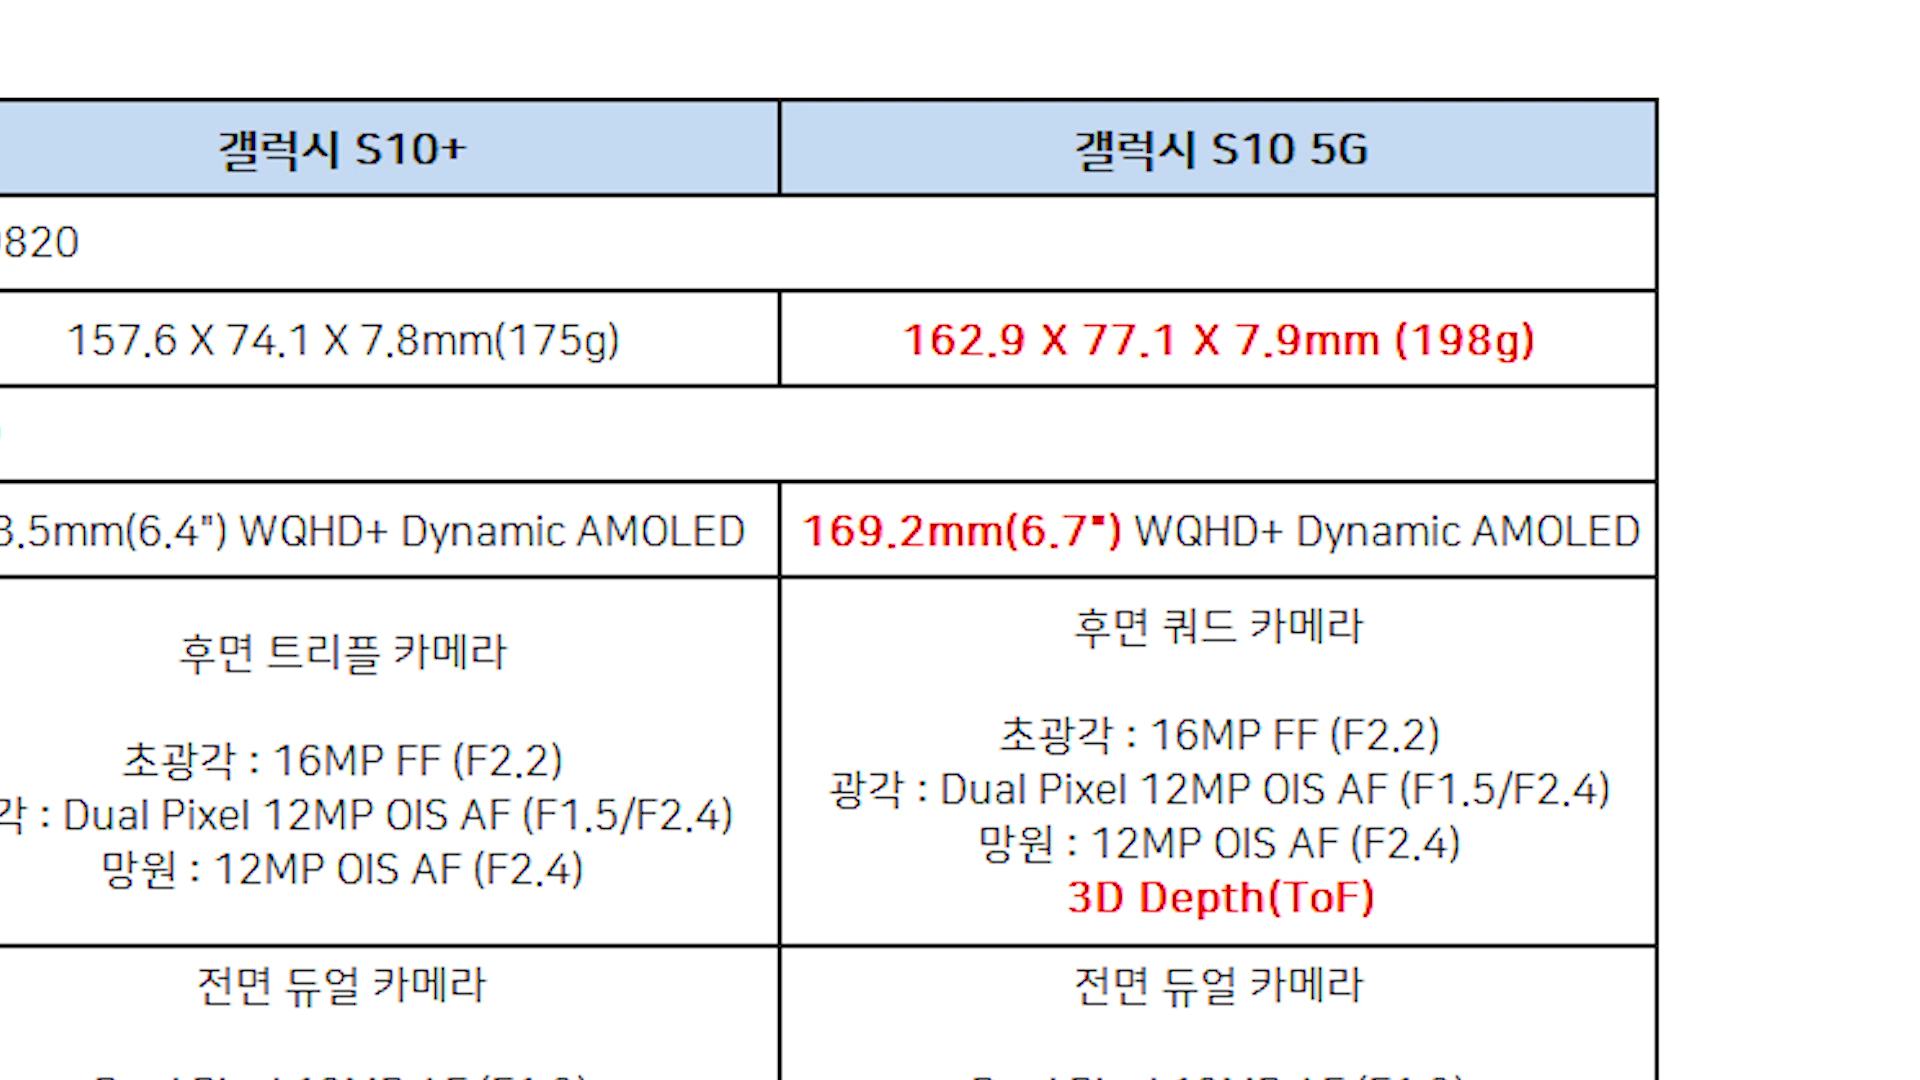 갤럭시 S10+
갤럭시 S10 5G
820
157.6 X 74.1 X 7.8mm(175g)
162.9 X 77.1 X 7.9mm (198g)
3.5mm(6.4") WQHD+ Dynamic AMOLED
169.2mm(6.7") WQHD+ Dynamic AMOLED
후면 트리플 카메라
초광각 : 16MP FF (F2.2)
각 : Dual Pixel 12MP OIS AF (F1.5/F2.4)
망원 : 12MP OIS AF (F2.4)
후면 쿼드 카메라
초광각 : 16MP FF (F2.2)
광각 : Dual Pixel 12MP OIS AF (F1.5/F2.4)
망원 : 12MP OIS AF (F2.4)
3D Depth(ToF)
전면 듀얼 카메라
전면 듀얼 카메라